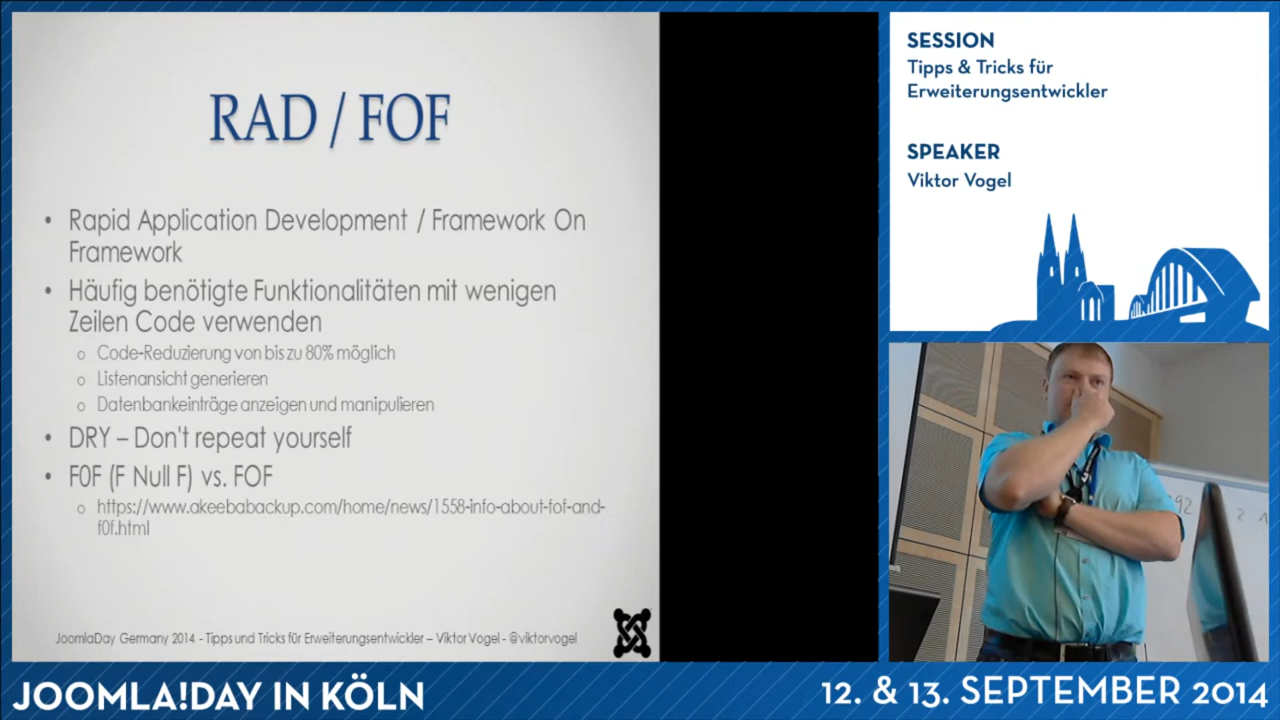 RAD / FOF
• Rapid Application Development / Framework On
Framework
• Häufig benötigte Funktionalitäten mit wenigen
Zeilen Code verwenden
o Code-Reduzierung von bis zu 80% möglich
o Listenansicht generieren
o Datenbankeinträge anzeigen und manipulieren
• DRY – Don't repeat yourself
• F0F (F Null F) vs. FOF
o https://www.akeebabackup.com/home/news/1558-info-about-fof-and-
f0f.html
JoomlaDay Germany 2014 - Tipps und Tricks für Erweiterungsentwickler – Viktor Vogel - @viktorvogel
SESSION
Tipps & Tricks für
Erweiterungsentwickler
SPEAKER
Viktor Vogel
JOOMLA!DAY IN KÖLN
12. & 13. SEPTEMBER 2014